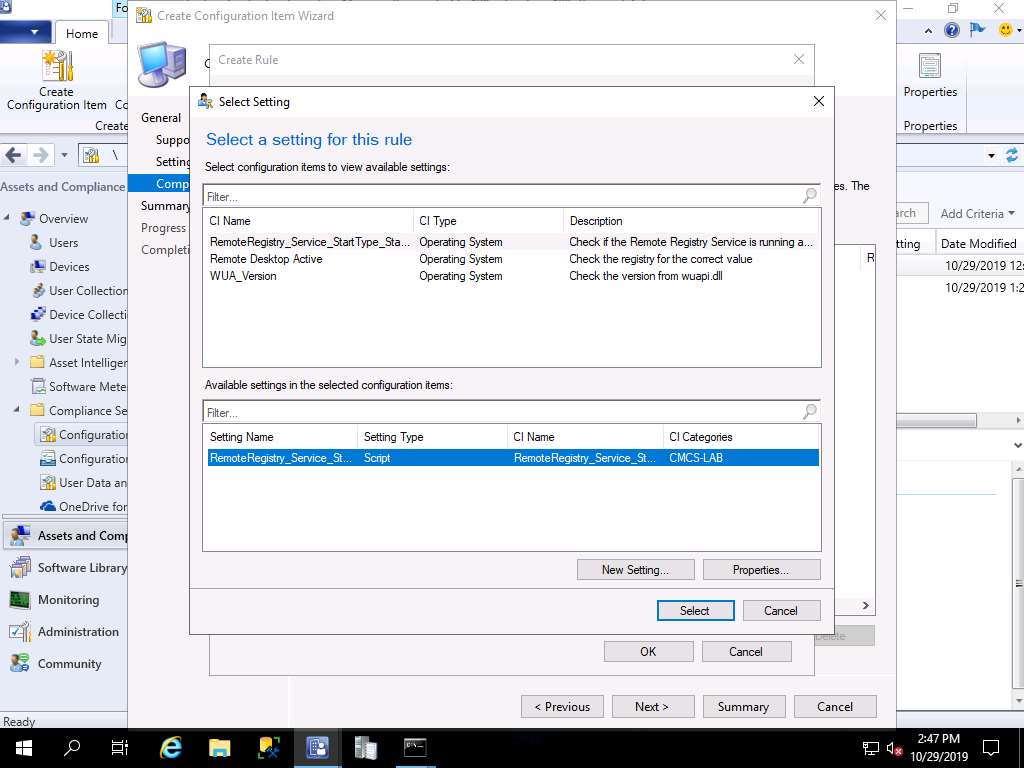 Create Configuration Item Wizard
Fo
Home
Create Rule
Create
Configuration Item
Co
Create
Properties
Properties
Select Setting
Select a setting for this rule
Select configuration items to view available settings:
Filter...
CI Name CI Type Description
RemoteRegistry_Service_StartType_Sta... Operating System Check if the Remote Registry Service is running a...
Remote Desktop Active Operating System Check the registry for the correct value
WUA_Version Operating System Check the version from wuapi.dll
Available settings in the selected configuration items:
Filter...
Setting Name Setting Type CI Name CI Categories
RemoteRegistry_Service_St... Script RemoteRegistry_Service_St... CMCS-LAB
New Setting... Properties...
Select Cancel
OK Cancel
Delete
< Previous Next > Summary Cancel
General
Suppo
Setting
Comp
Summary
Progress
Completi
es. The
R
\
Assets and Compliance
Overview
Users
Devices
User Collection
Device Collecti
User State Mig
Asset Intelliger
Software Mete
Compliance Se
Configuratio
Configuratio
User Data an
OneDrive for
Assets and Comp
Software Library
Monitoring
Administration
Community
Ready
arch Add Criteria
tting Date Modified
10/29/2019 12:
10/29/2019 1:2
2:47 PM
10/29/2019